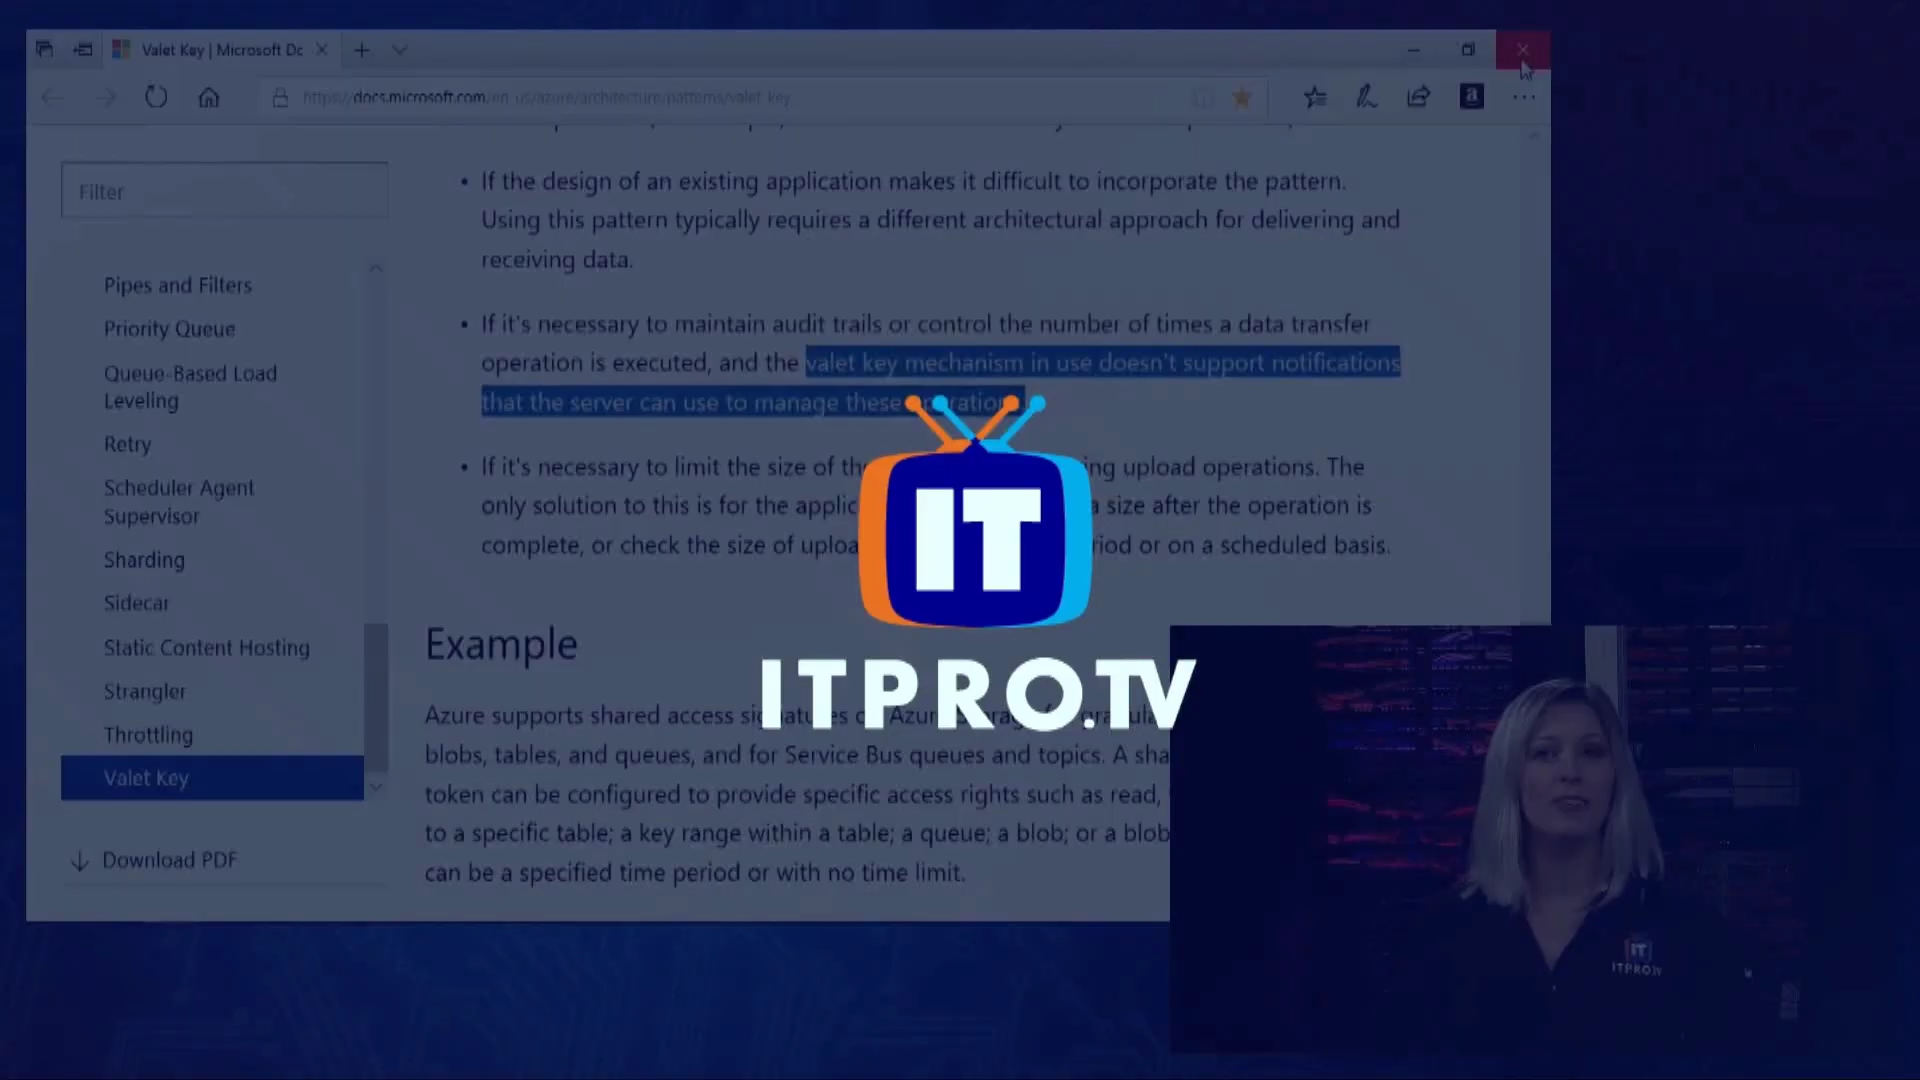 Valet Key | Microsoft Dc
https://docs.microsoft.com/en-us/azure/architecture/patterns/valet-key
Filter
Pipes and Filters
Priority Queue
Queue-Based Load
Leveling
Retry
Scheduler Agent
Supervisor
Sharding
Sidecar
Static Content Hosting
Strangler
Throttling
Valet Key
Download PDF
• If the design of an existing application makes it difficult to incorporate the pattern.
Using this pattern typically requires a different architectural approach for delivering and
receiving data.
• If it's necessary to maintain audit trails or control the number of times a data transfer
operation is executed, and the valet key mechanism in use doesn't support notifications
that the server can use to manage these
• If it's necessary to limit the size of the upload operations. The
only solution to this is for the a size after the operation is
complete, or check the size of or on a scheduled basis.
Example
Azure supports shared access
blobs, tables, and queues, and for Service Bus queues and topics. A
token can be configured to provide specific access rights such as read,
to a specific table; a key range within a table; a queue; a blob; or a blob
can be a specified time period or with no time limit.
IT
ITPRO.TV
IT
ITPRO.TV